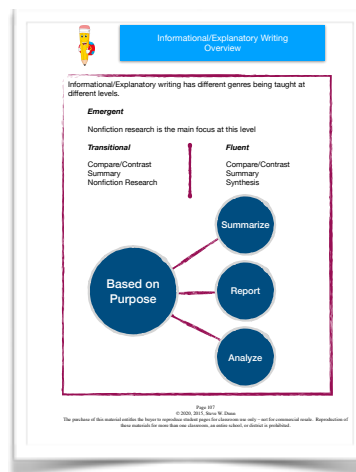 Informational/Explanatory Writing
Overview
Informational/Explanatory writing has different genres being taught at
different levels.
Emergent
Nonfiction research is the main focus at this level
Transitional
Compare/Contrast
Summary
Nonfiction Research
Fluent
Compare/Contrast
Summary
Synthesis
Based on
Purpose
Summarize
Report
Analyze
Page 107
© 2020, 2015, Steve W. Dunn
The purchase of this material entitles the buyer to reproduce student pages for classroom use only – not for commercial resale. Reproduction of
these materials for more than one classroom, an entire school, or district is prohibited.